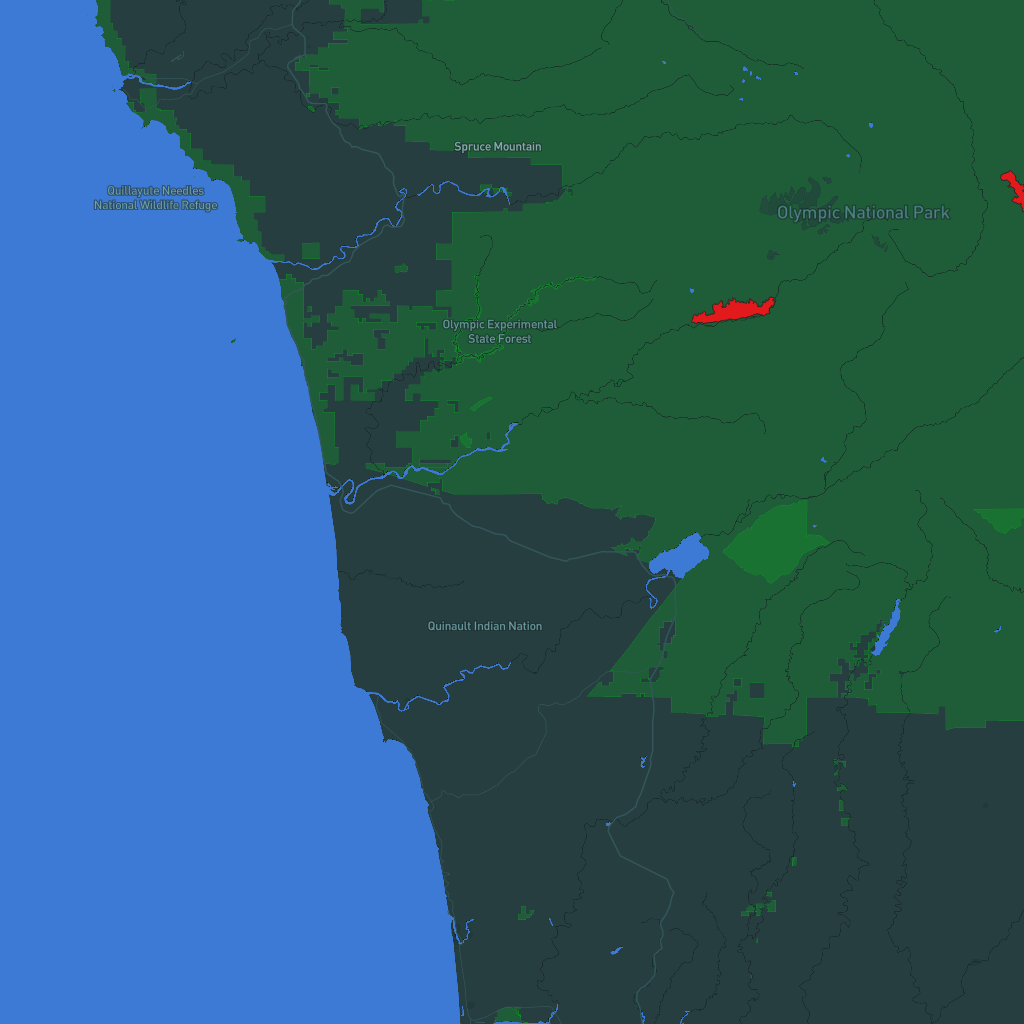 Spruce Mountain
Quillayute Needles
National Wildlife Refuge
Olympic National Park
Olympic Experimental
State Forest
Quinault Indian Nation